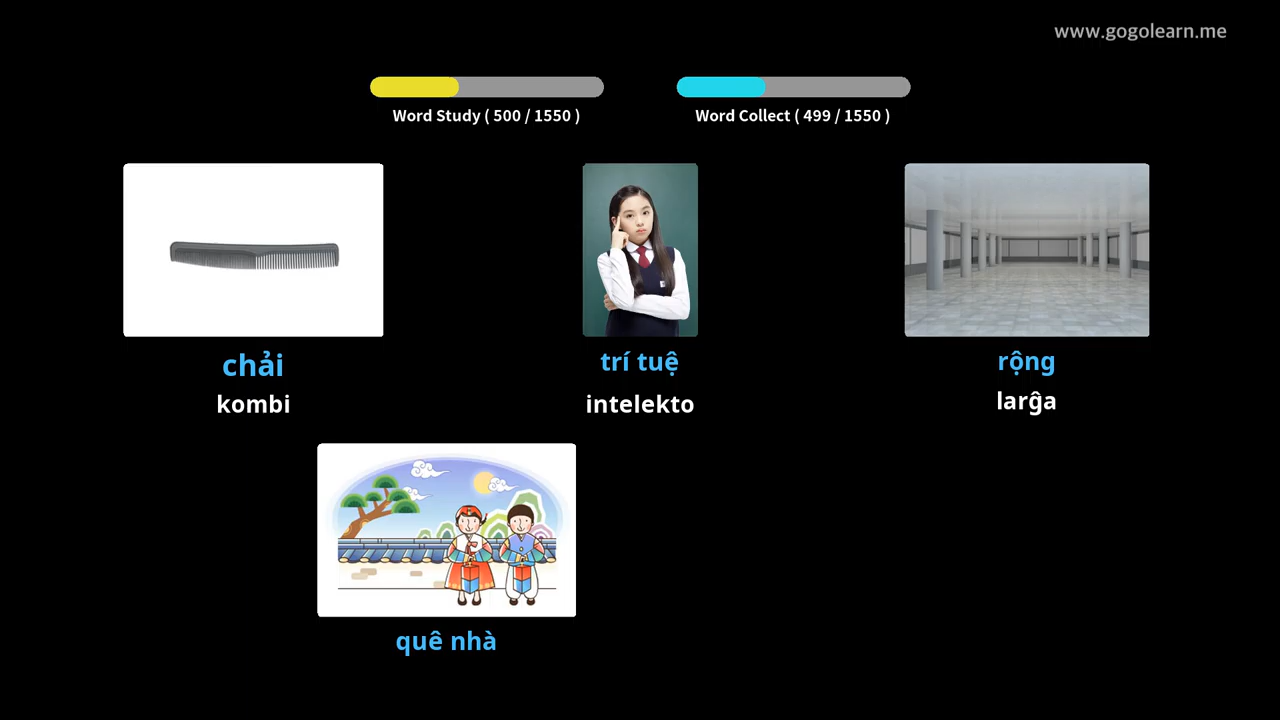 www.gogolearn.me
Word Study ( 500 / 1550 )
Word Collect ( 499 / 1550 )
chải
trí tuệ
rộng
kombi
intelekto
larĝa
quê nhà